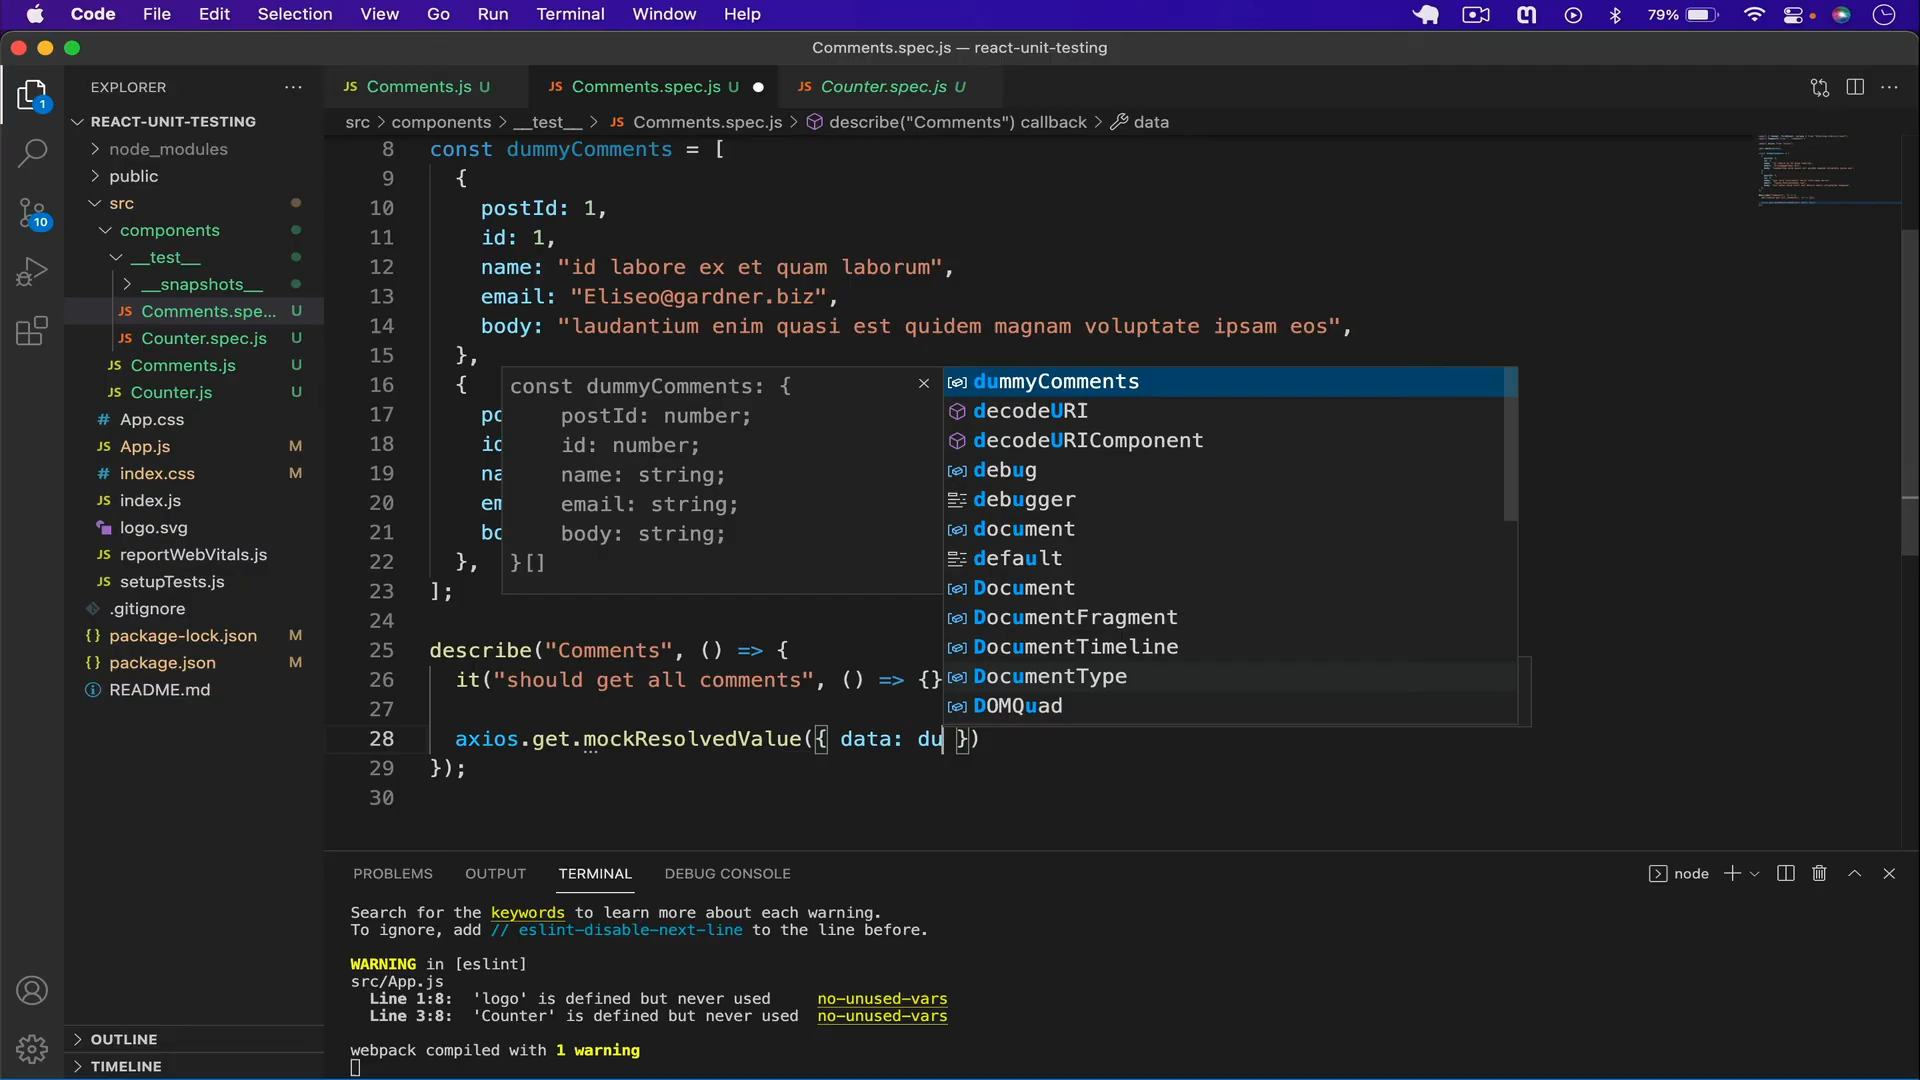 Code File Edit Selection View Go Run Terminal Window Help 79%
Comments.spec.js — react-unit-testing
EXPLORER
JS Comments.js U
JS Comments.spec.js U
JS Counter.spec.js U
src > components > __test__ > JS Comments.spec.js > describe("Comments") callback > data
1
10
REACT-UNIT-TESTING
node_modules
public
src
components
__test__
__snapshots__
JS Comments.spe... U
JS Counter.spec.js U
JS Comments.js U
JS Counter.js U
# App.css
JS App.js M
# index.css M
JS index.js
logo.svg
JS reportWebVitals.js
JS setupTests.js
.gitignore
{} package-lock.json M
{} package.json M
README.md
OUTLINE
TIMELINE
8 const dummyComments = [
9 {
10 postId: 1,
11 id: 1,
12 name: "id labore ex et quam laborum",
13 email: "Eliseo@gardner.biz",
14 body: "laudantium enim quasi est quidem magnam voluptate ipsam eos",
15 },
16 {
17 po
18 id
19 na
20 em
21 bo
22 },
23 ];
24
25 describe("Comments", () => {
26 it("should get all comments", () => {}
27
28 axios.get.mockResolvedValue({ data: du })
29 });
30
const dummyComments: {
postId: number;
id: number;
name: string;
email: string;
body: string;
}[]
dummyComments
decodeURI
decodeURIComponent
debug
debugger
document
default
Document
DocumentFragment
DocumentTimeline
DocumentType
DOMQuad
PROBLEMS OUTPUT TERMINAL DEBUG CONSOLE
node
Search for the keywords to learn more about each warning.
To ignore, add // eslint-disable-next-line to the line before.
WARNING in [eslint]
src/App.js
Line 1:8: 'logo' is defined but never used no-unused-vars
Line 3:8: 'Counter' is defined but never used no-unused-vars
webpack compiled with 1 warning